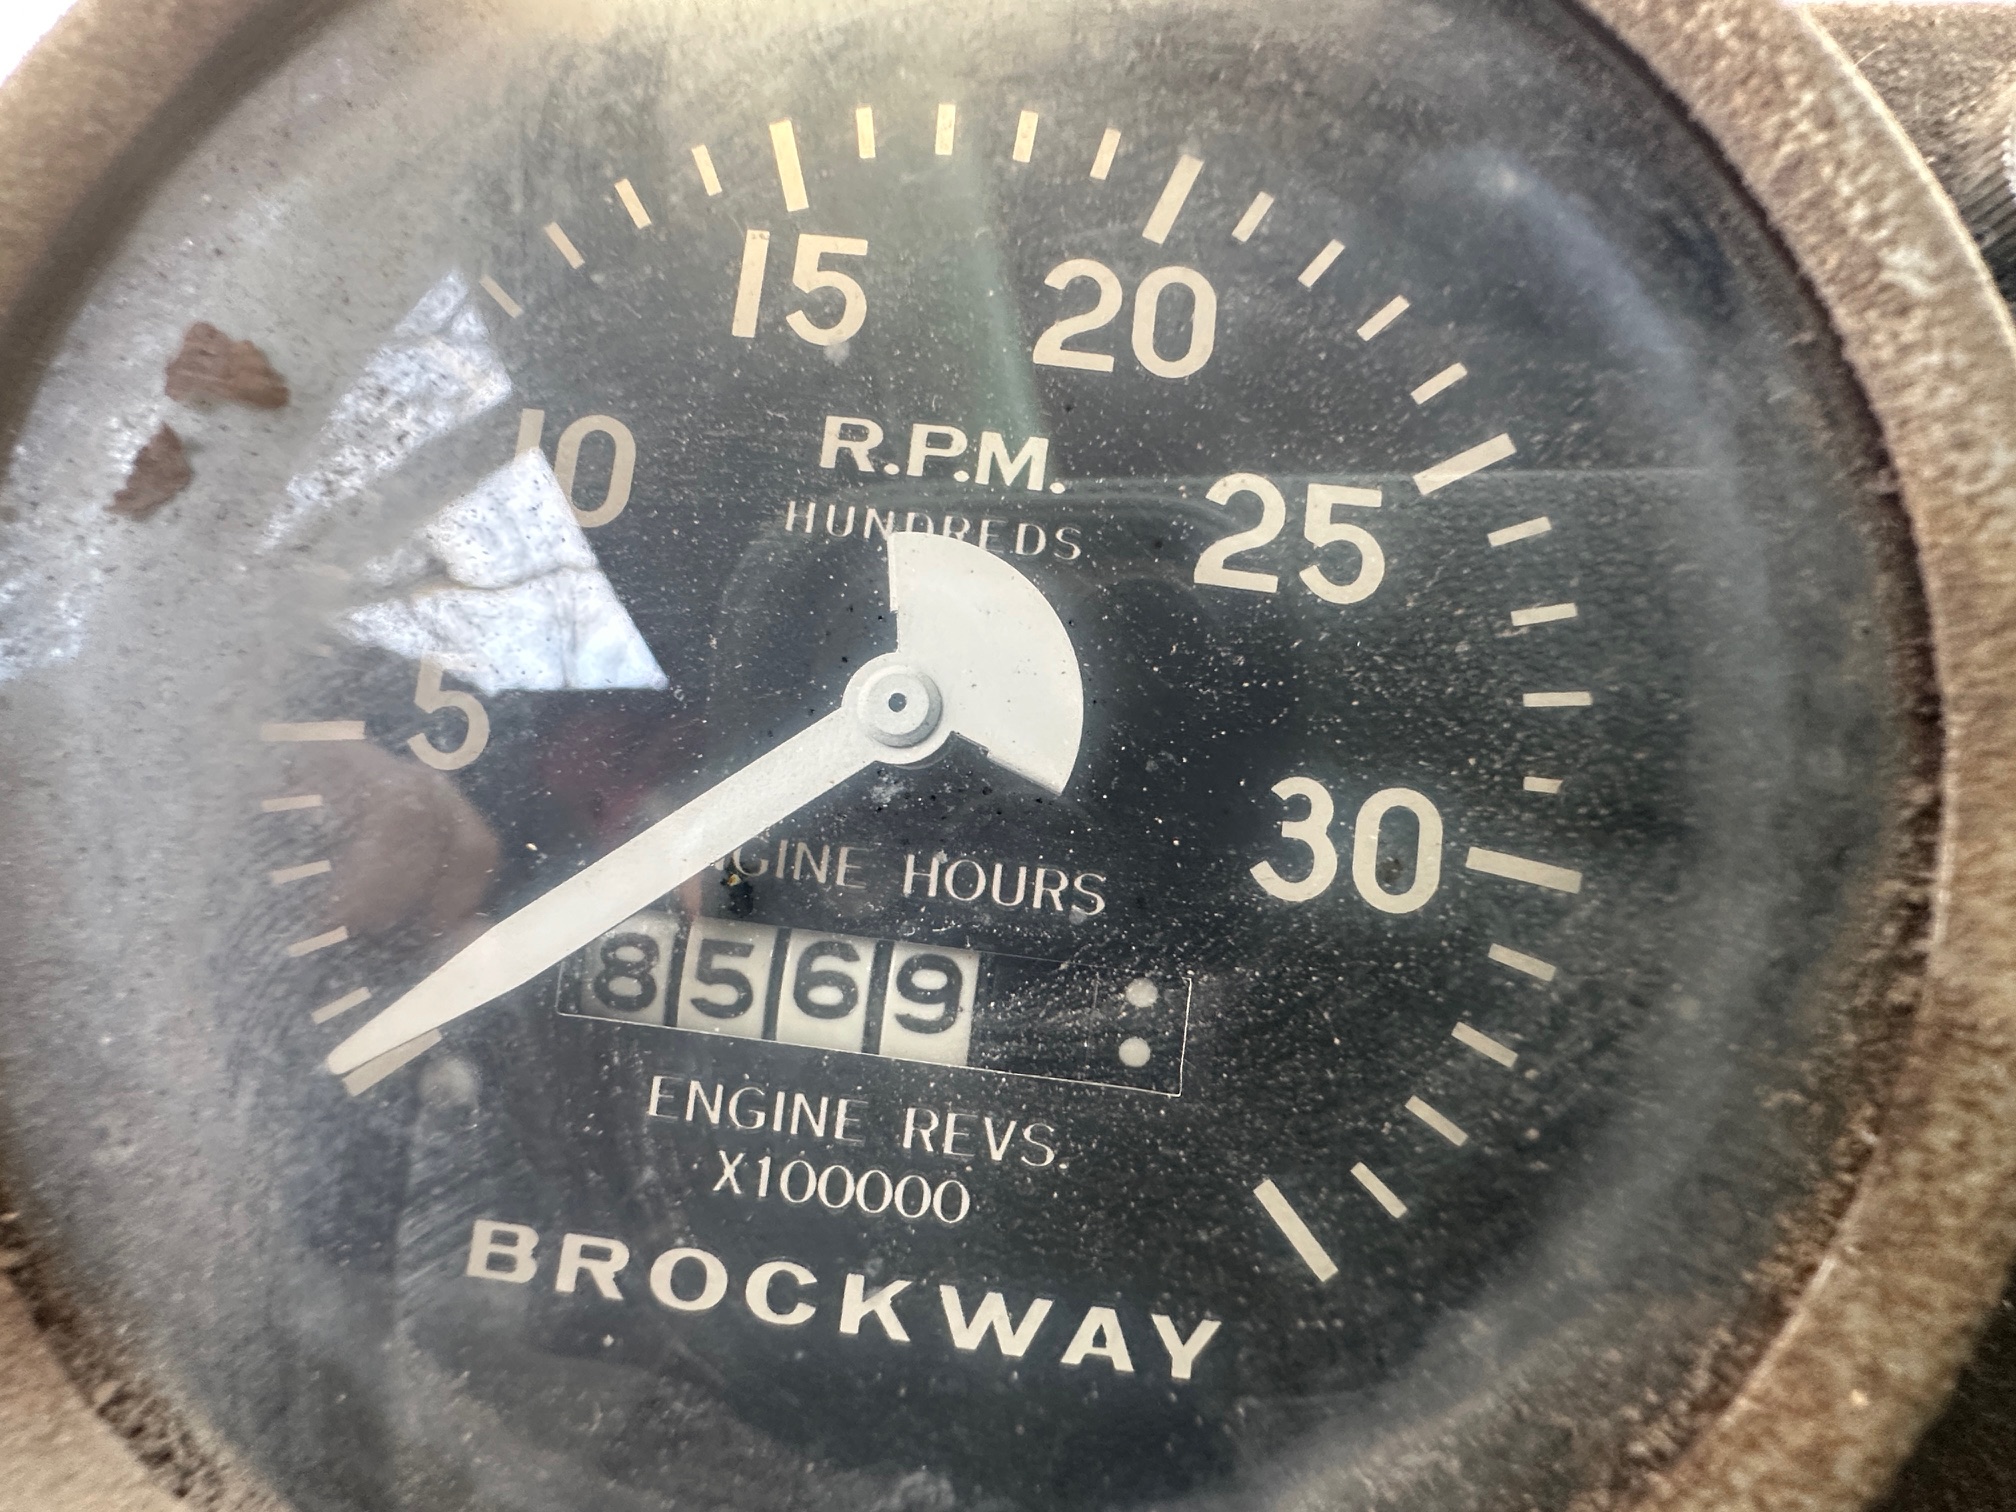 15
20
10
R.P.M.
HUNDREDS
25
5
30
ENGINE HOURS
8569
ENGINE REVS.
X100000
BROCKWAY